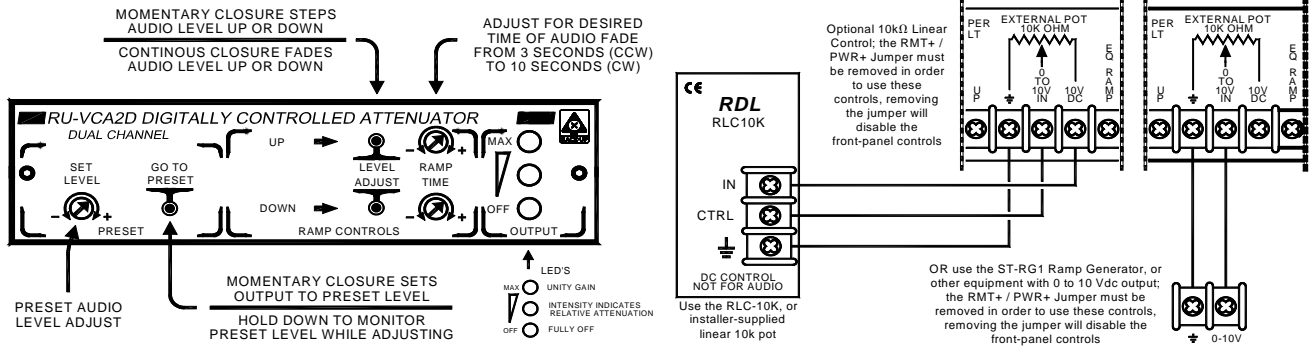 MOMENTARY CLOSURE STEPS
AUDIO LEVEL UP OR DOWN
CONTINOUS CLOSURE FADES
AUDIO LEVEL UP OR DOWN
ADJUST FOR DESIRED
TIME OF AUDIO FADE
FROM 3 SECONDS (CCW)
TO 10 SECONDS (CW)
RU-VCA2D DIGITALLY CONTROLLED ATTENUATOR
DUAL CHANNEL
SET
LEVEL
- +
GO TO
PRESET
PRESET
UP
DOWN
LEVEL
ADJUST
- +
RAMP
TIME
- +
RAMP CONTROLS
MAX
OFF
OUTPUT
PRESET AUDIO
LEVEL ADJUST
MOMENTARY CLOSURE SETS
OUTPUT TO PRESET LEVEL
HOLD DOWN TO MONITOR
PRESET LEVEL WHILE ADJUSTING
LED'S
MAX UNITY GAIN
INTENSITY INDICATES
RELATIVE ATTENUATION
OFF FULLY OFF
CE
RDL
RLC10K
IN
CTRL
DC CONTROL
NOT FOR AUDIO
Use the RLC-10K, or
installer-supplied
linear 10k pot
Optional 10kΩ Linear
Control; the RMT+ /
PWR+ Jumper must
be removed in order
to use these
controls, removing
the jumper will
disable the
front-panel controls
PER
LT
EXTERNAL POT
10K OHM
UP
0
TO
10V
IN
10V
DC
EQ RAMP
PER
LT
EXTERNAL POT
10K OHM
UP
0
TO
10V
IN
10V
DC
EQ RAMP
OR use the ST-RG1 Ramp Generator, or
other equipment with 0 to 10 Vdc output;
the RMT+ / PWR+ Jumper must be
removed in order to use these controls,
removing the jumper will disable the
front-panel controls
0-10V